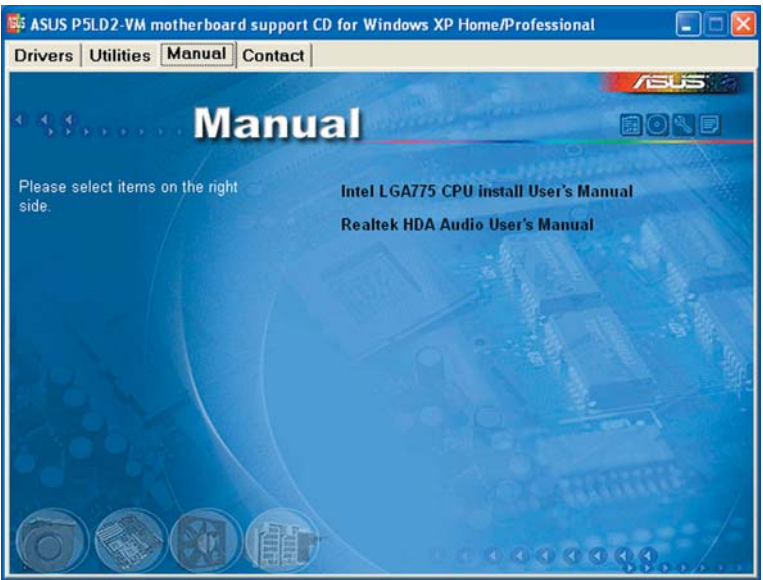 ASUS P5LD2-VM motherboard support CD for Windows XP Home/Professional
Drivers Utilities Manual Contact
ASUS
Manual
Please select items on the right
side.
Intel LGA775 CPU install User's Manual
Realtek HDA Audio User's Manual